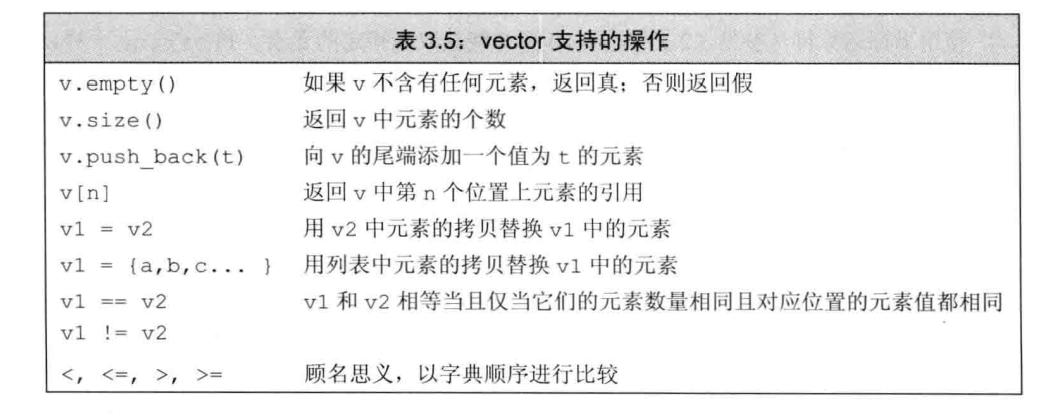 表 3.5：vector 支持的操作
v.empty() 如果 v 不含有任何元素，返回真；否则返回假
v.size() 返回 v 中元素的个数
v.push_back(t) 向 v 的尾端添加一个值为 t 的元素
v[n] 返回 v 中第 n 个位置上元素的引用
v1 = v2 用 v2 中元素的拷贝替换 v1 中的元素
v1 = {a,b,c... } 用列表中元素的拷贝替换 v1 中的元素
v1 == v2 v1 和 v2 相等当且仅当它们的元素数量相同且对应位置的元素值都相同
v1 != v2
<, <=, >, >= 顾名思义，以字典顺序进行比较